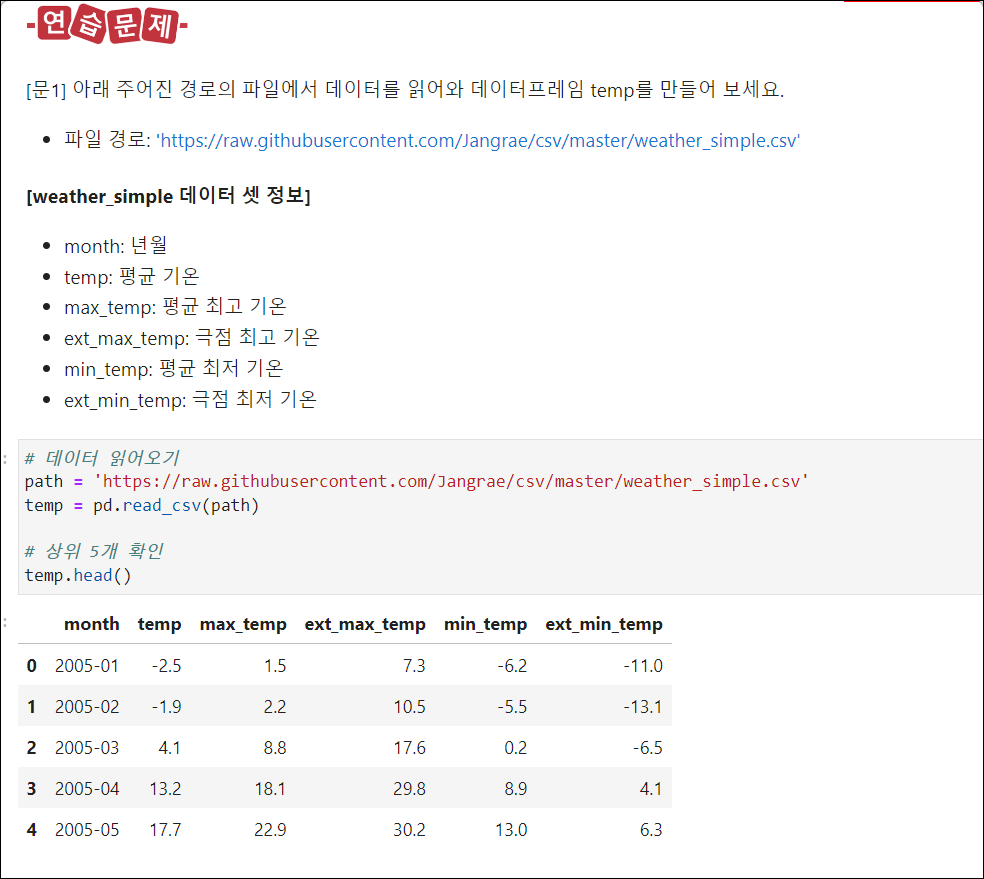 -연습문제-
[문1] 아래 주어진 경로의 파일에서 데이터를 읽어와 데이터프레임 temp를 만들어 보세요.
• 파일 경로: 'https://raw.githubusercontent.com/Jangrae/csv/master/weather_simple.csv'
[weather_simple 데이터 셋 정보]
• month: 년월
• temp: 평균 기온
• max_temp: 평균 최고 기온
• ext_max_temp: 극점 최고 기온
• min_temp: 평균 최저 기온
• ext_min_temp: 극점 최저 기온
# 데이터 읽어오기
path = 'https://raw.githubusercontent.com/Jangrae/csv/master/weather_simple.csv'
temp = pd.read_csv(path)
# 상위 5개 확인
temp.head()
month temp max_temp ext_max_temp min_temp ext_min_temp
0 2005-01 -2.5 1.5 7.3 -6.2 -11.0
1 2005-02 -1.9 2.2 10.5 -5.5 -13.1
2 2005-03 4.1 8.8 17.6 0.2 -6.5
3 2005-04 13.2 18.1 29.8 8.9 4.1
4 2005-05 17.7 22.9 30.2 13.0 6.3